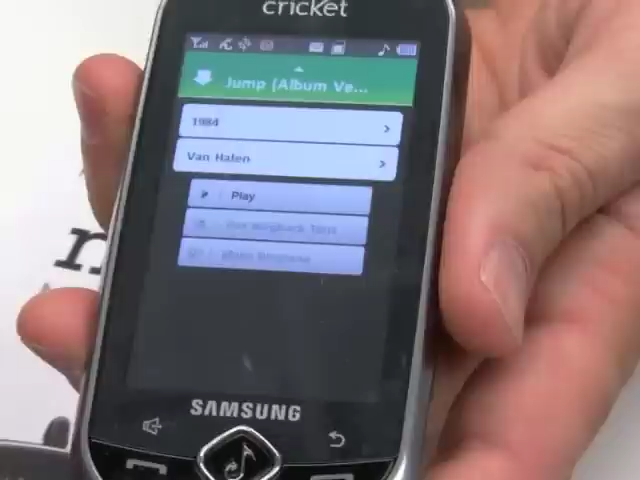 cricket
Jump (Album Ve...
1984
Van Halen
Play
SAMSUNG
n